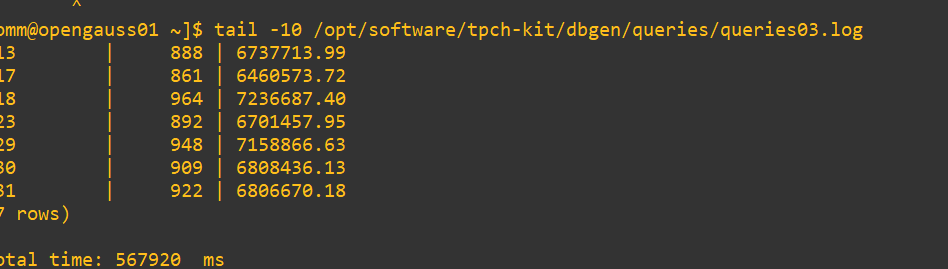 ^
omm@opengauss01 ~]$ tail -10 /opt/software/tpch-kit/dbgen/queries/queries03.log
13 | 888 | 6737713.99
17 | 861 | 6460573.72
18 | 964 | 7236687.40
23 | 892 | 6701457.95
29 | 948 | 7158866.63
30 | 909 | 6808436.13
31 | 922 | 6806670.18
7 rows)
otal time: 567920 ms